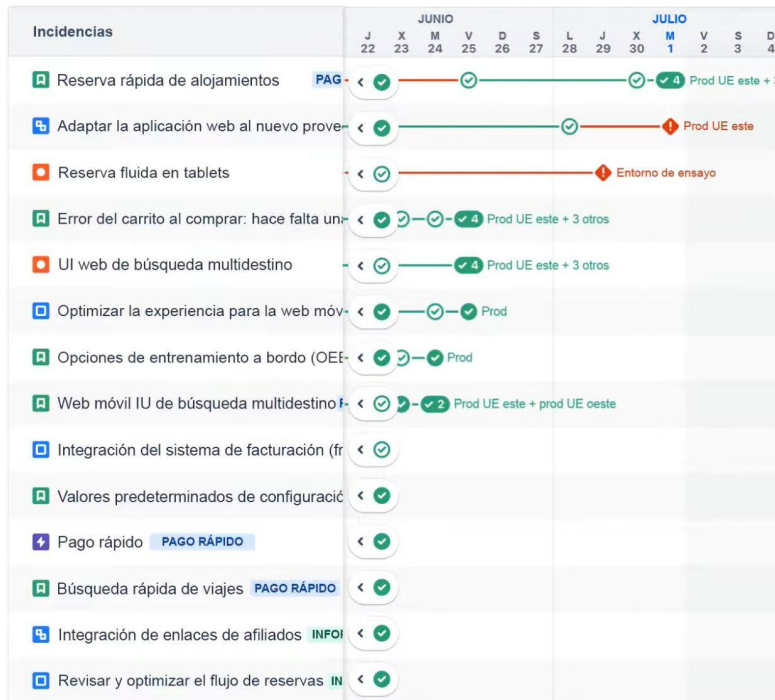 Incidencias
JUNIO JULIO
J X M V D S L J X M V S D
22 23 24 25 26 27 28 29 30 1 2 3 4
Reserva rápida de alojamientos PAG 4 Prod UE este +
Adaptar la aplicación web al nuevo prove Prod UE este
Reserva fluida en tablets Entorno de ensayo
Error del carrito al comprar: hace falta un 4 Prod UE este + 3 otros
UI web de búsqueda multidestino 4 Prod UE este + 3 otros
Optimizar la experiencia para la web móv Prod
Opciones de entrenamiento a bordo (OEE Prod
Web móvil IU de búsqueda multidestino 2 Prod UE este + prod UE oeste
Integración del sistema de facturación (fr
Valores predeterminados de configuració
Pago rápido PAGO RÁPIDO
Búsqueda rápida de viajes PAGO RÁPIDO
Integración de enlaces de afiliados INFO
Revisar y optimizar el flujo de reservas IN